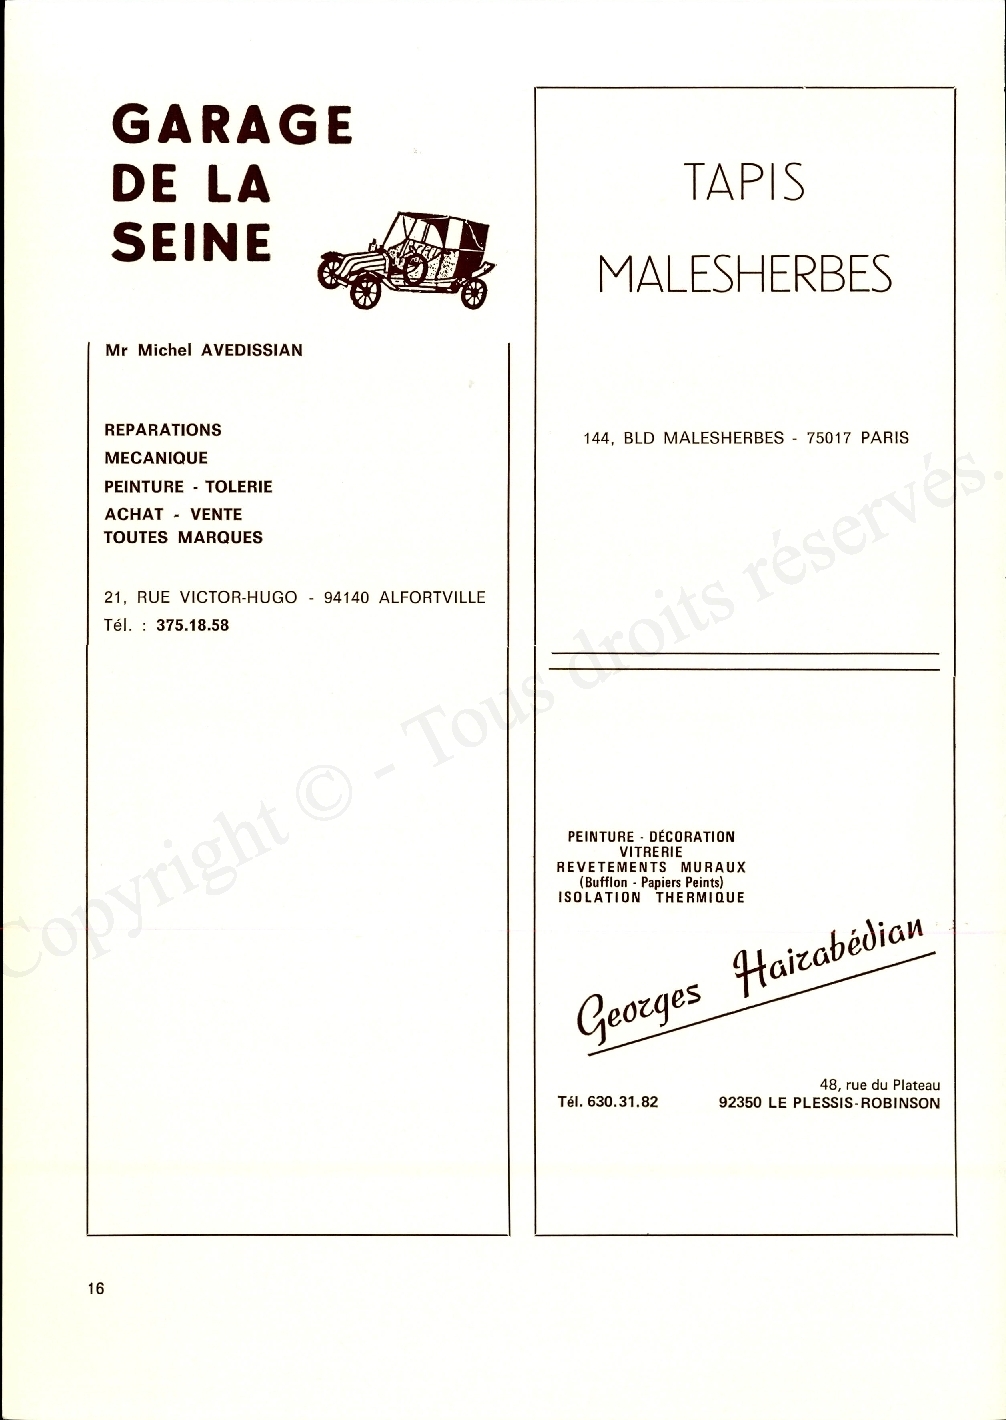 GARAGE
DE LA
SEINE
Mr Michel AVEDISSIAN
REPARATIONS
MECANIQUE
PEINTURE - TOLERIE
ACHAT - VENTE
TOUTES MARQUES
21, RUE VICTOR-HUGO - 94140 ALFORTVILLE
Tél. : 375.18.58
TAPIS
MALESHERBES
144, BLD MALESHERBES - 75017 PARIS
PEINTURE - DÉCORATION
VITRERIE
REVETEMENTS MURAUX
(Bufflon - Papiers Peints)
ISOLATION THERMIQUE
Georges Hairabédian
48, rue du Plateau
Tél. 630.31.82 92350 LE PLESSIS-ROBINSON
16
Copyright © - Tous droits réservés.